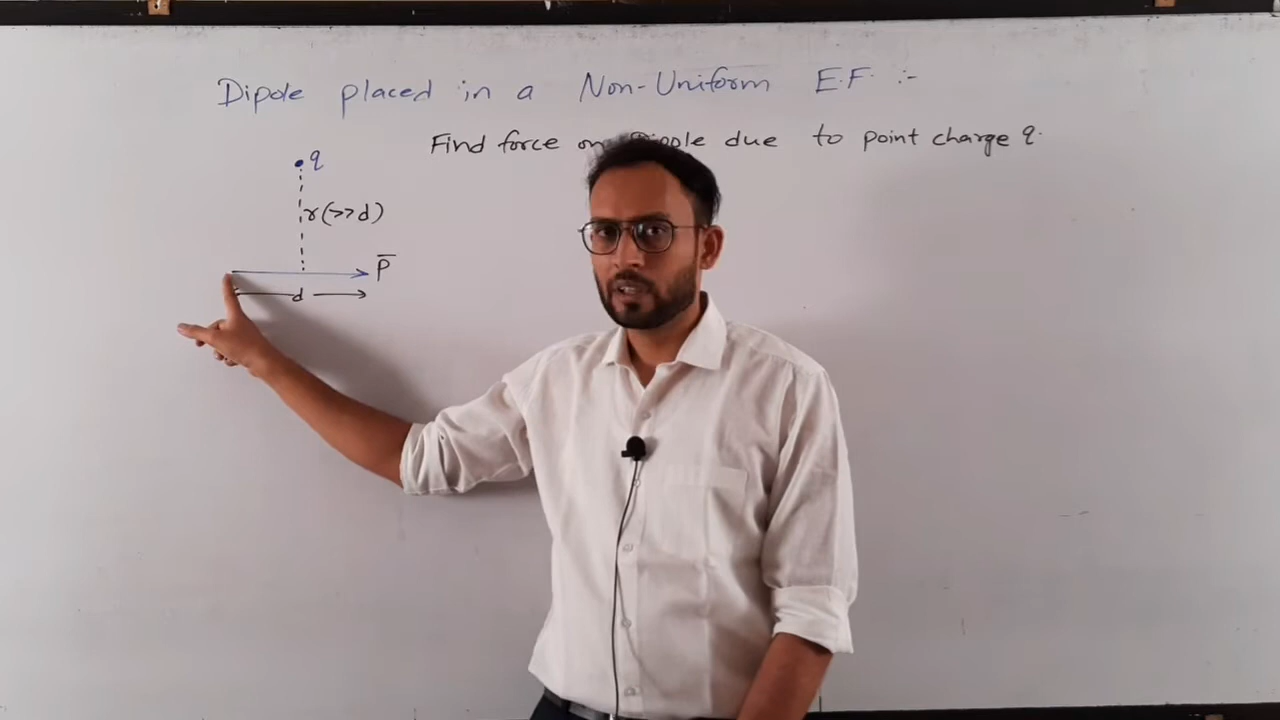 Dipole placed in a Non-Uniform E.F. :-
Find force on Dipole due to point charge q.
q
r(>>d)
P̅
d